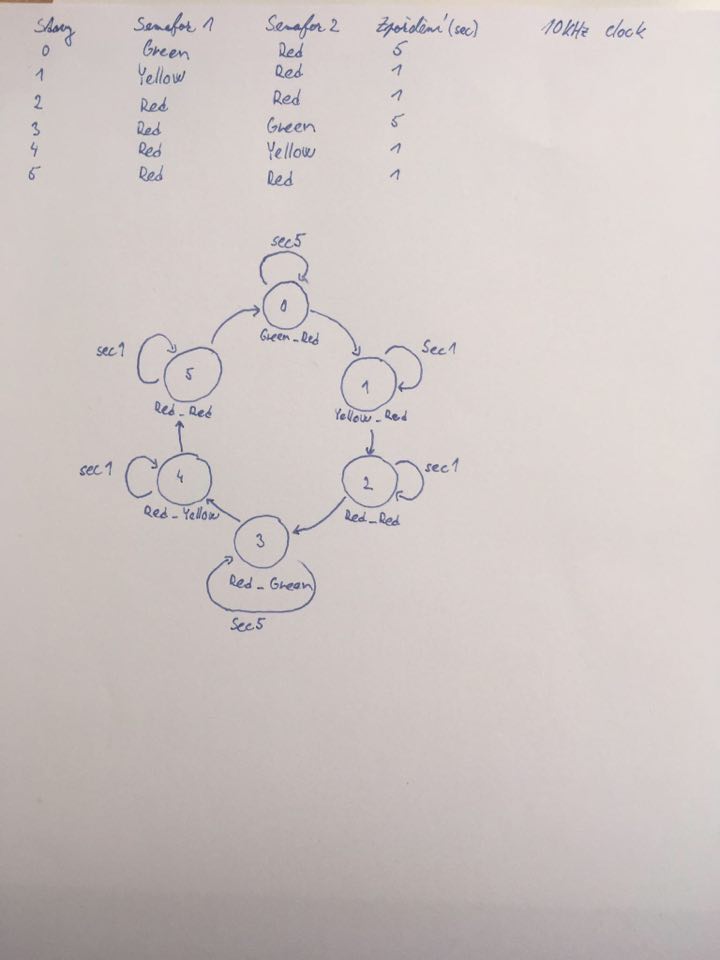 Stavy Semafor 1 Semafor 2 Zpoždění (sec) 10kHz clock
0 Green Red 5
1 Yellow Red 1
2 Red Red 1
3 Red Green 5
4 Red Yellow 1
5 Red Red 1
sec5
0
Green_Red
sec1
5
Red_Red
Sec1
1
Yellow_Red
sec1
4
Red_Yellow
sec1
2
Red_Red
3
Red_Green
Sec5